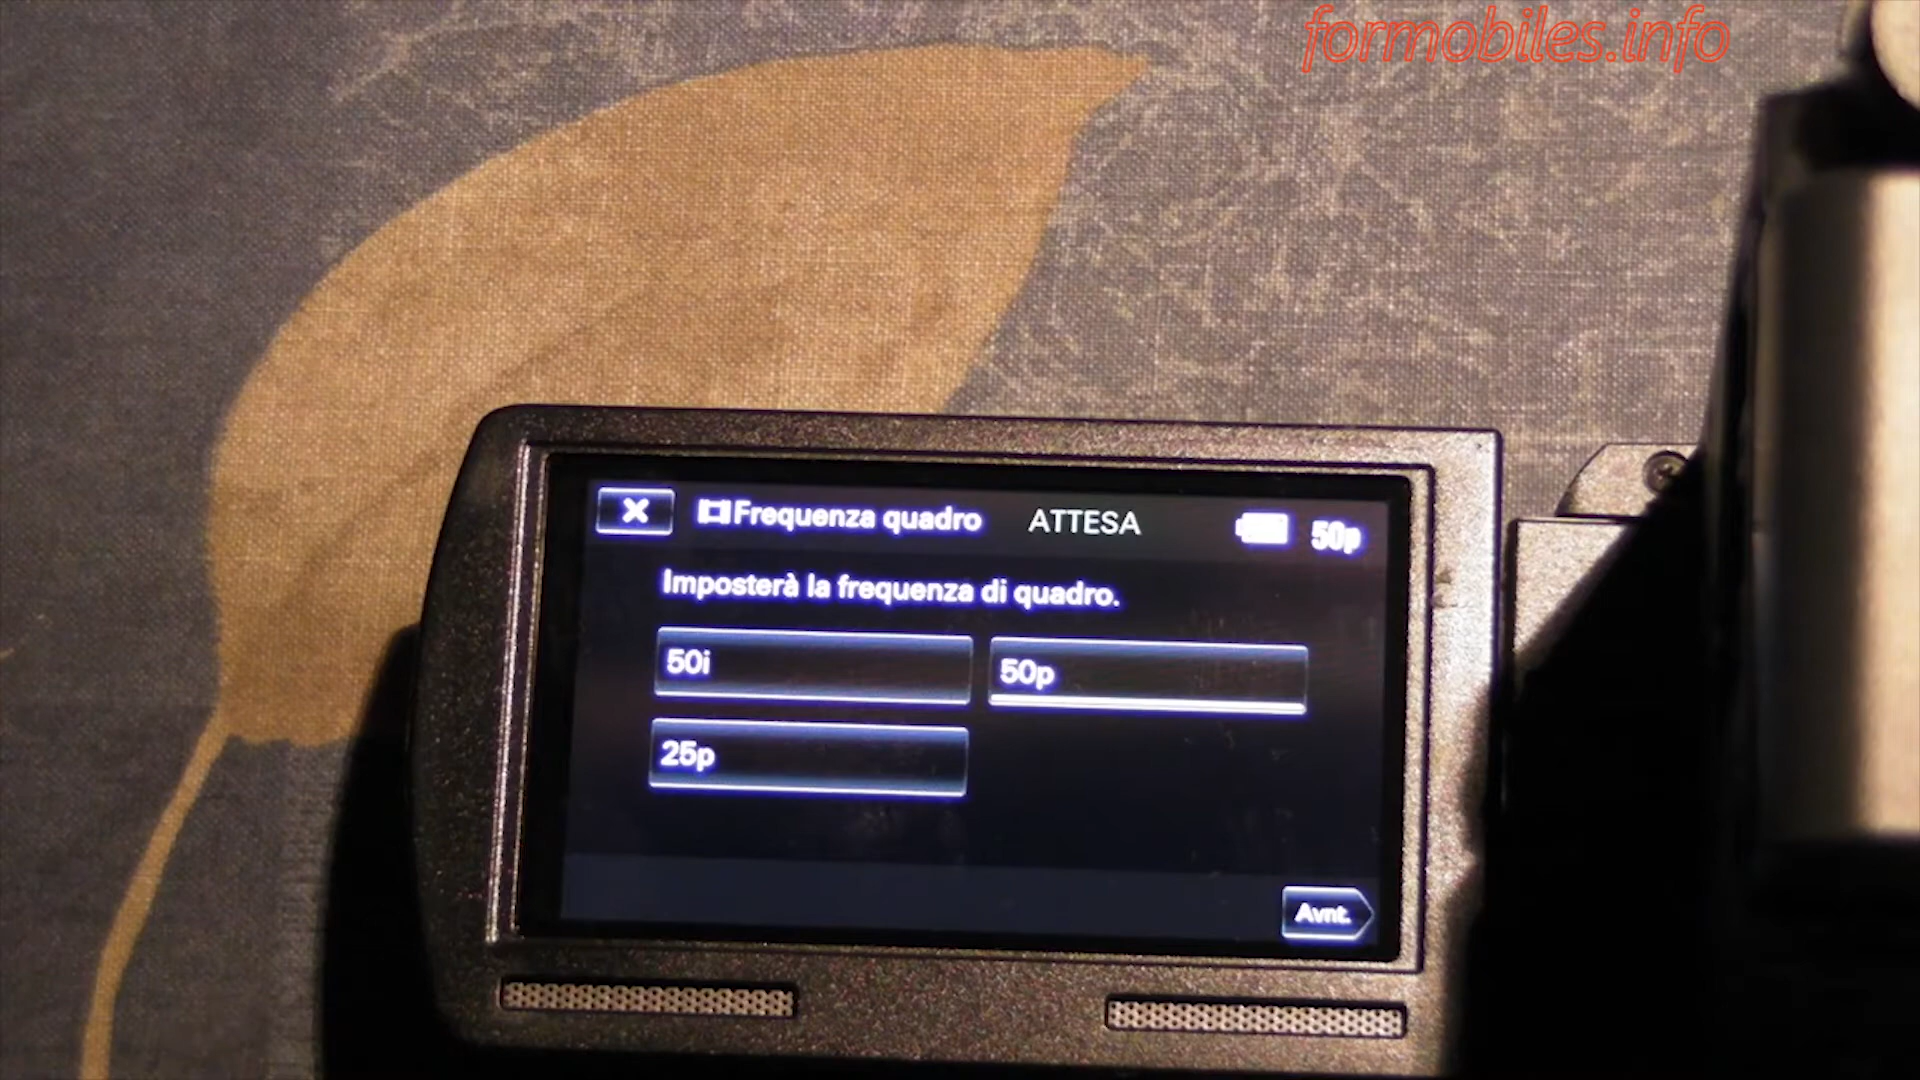 formobiles.info
Frequenza quadro ATTESA 50p
Imposterà la frequenza di quadro.
50i 50p
25p
Avnt.